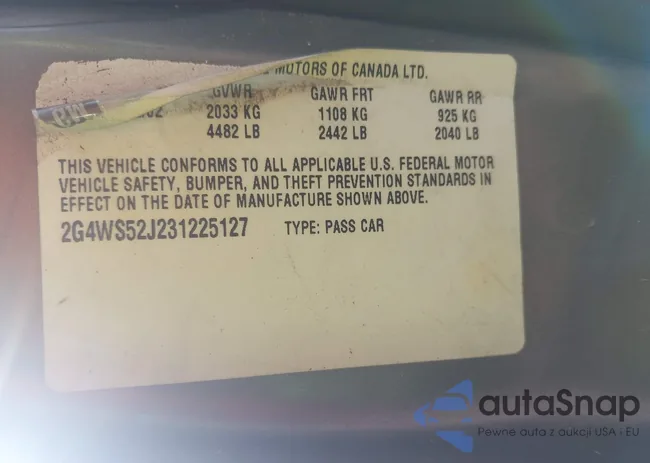 MOTORS OF CANADA LTD.
GVWR GAWR FRT GAWR RR
2033 KG 1108 KG 925 KG
4482 LB 2442 LB 2040 LB
THIS VEHICLE CONFORMS TO ALL APPLICABLE U.S. FEDERAL MOTOR
VEHICLE SAFETY, BUMPER, AND THEFT PREVENTION STANDARDS IN
EFFECT ON THE DATE OF MANUFACTURE SHOWN ABOVE.
2G4WS52J231225127 TYPE: PASS CAR
autaSnap
Pewne auta z aukcji USA - EU